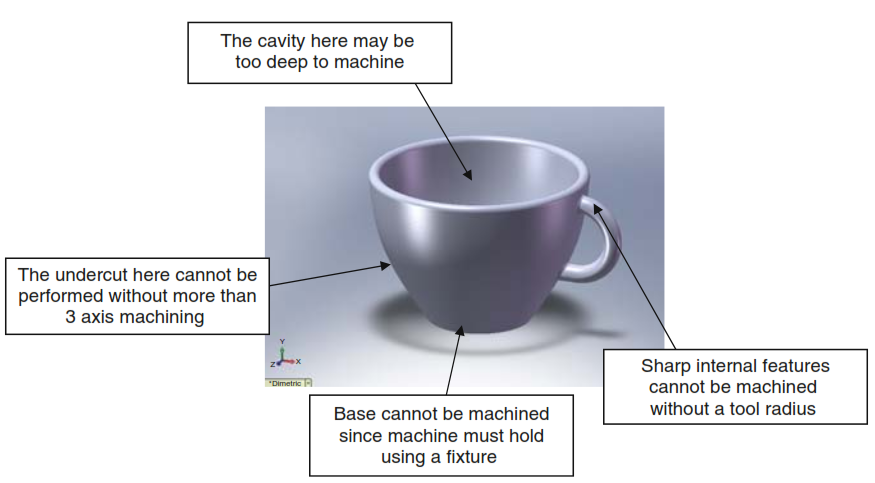 The cavity here may be
too deep to machine
The undercut here cannot be
performed without more than
3 axis machining
Y
X
Z
*Dimetric
Base cannot be machined
since machine must hold
using a fixture
Sharp internal features
cannot be machined
without a tool radius